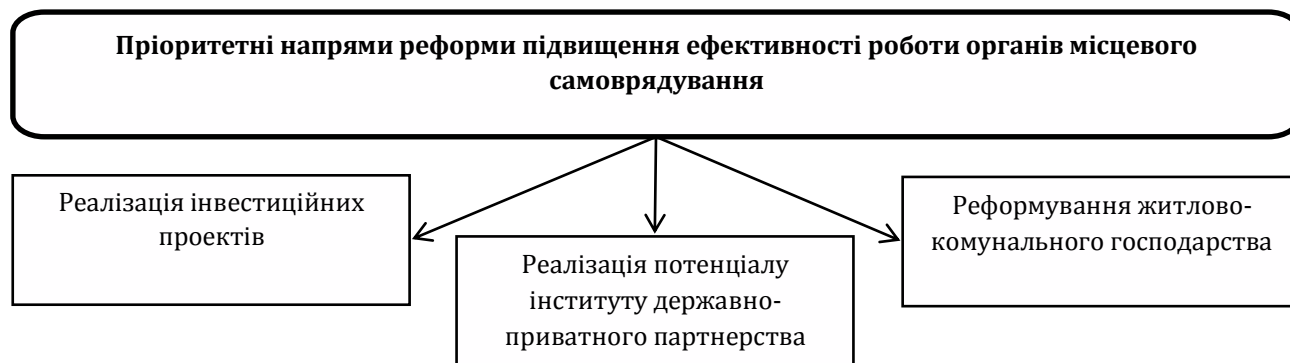 Пріоритетні напрями реформи підвищення ефективності роботи органів місцевого
самоврядування
Реалізація інвестиційних
проектів
Реалізація потенціалу
інституту державно-
приватного партнерства
Реформування житлово-
комунального господарства